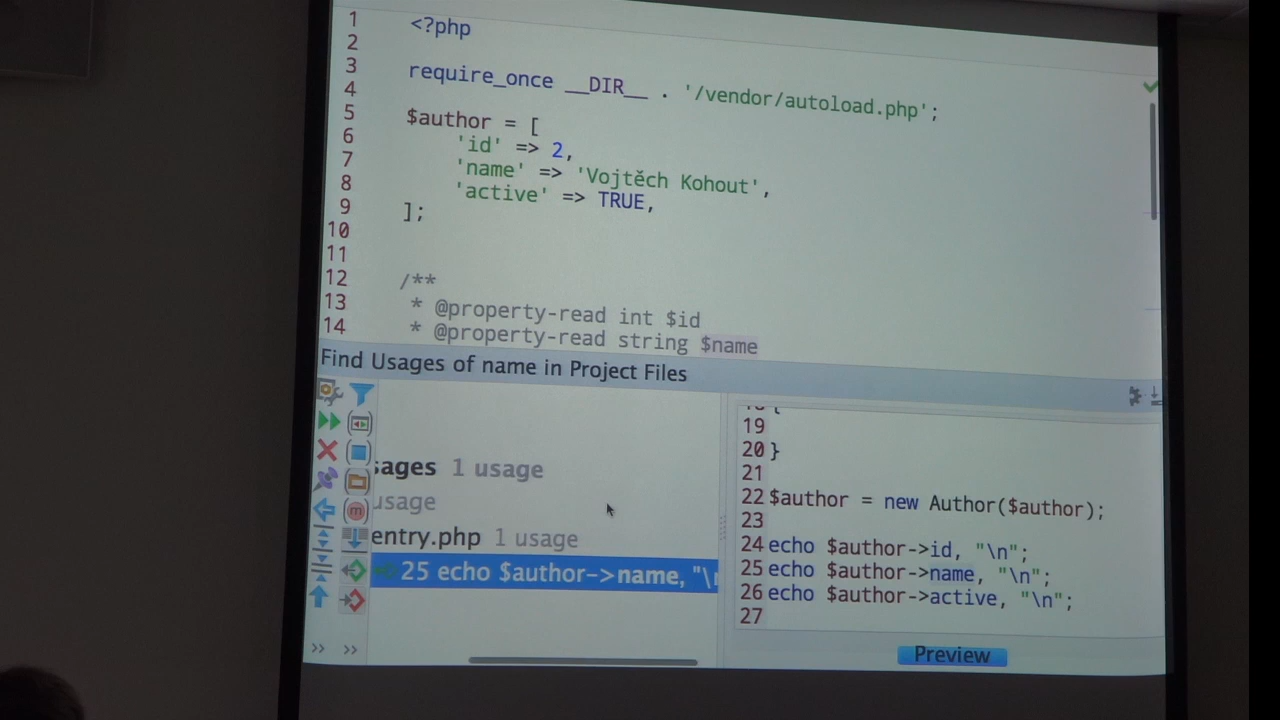 1 <?php
2
3 require_once __DIR__ . '/vendor/autoload.php';
4
5 $author = [
6 'id' => 2,
7 'name' => 'Vojtěch Kohout',
8 'active' => TRUE,
9 ];
10
11
12 /**
13 * @property-read int $id
14 * @property-read string $name
Find Usages of name in Project Files
sages 1 usage
usage
entry.php 1 usage
25 echo $author->name, "\
19
20 }
21
22 $author = new Author($author);
23
24 echo $author->id, "\n";
25 echo $author->name, "\n";
26 echo $author->active, "\n";
27
Preview